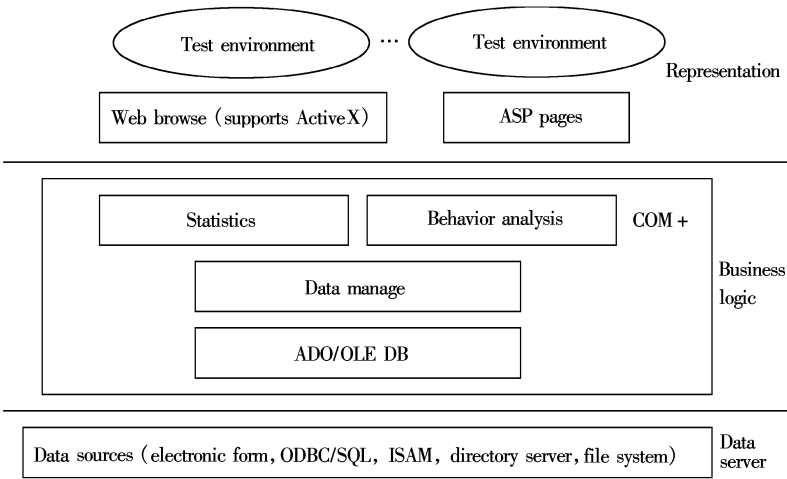 Test environment ··· Test environment
Representation
Web browse (supports ActiveX) ASP pages
Statistics Behavior analysis COM +
Business
logic
Data manage
ADO/OLE DB
Data sources (electronic form, ODBC/SQL, ISAM, directory server, file system)
Data
server